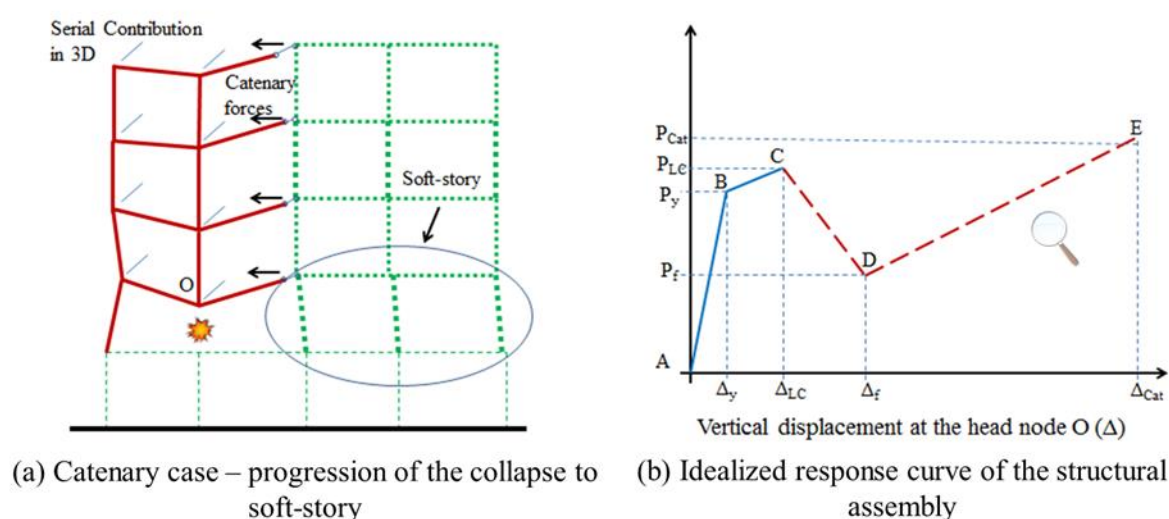 Serial Contribution
in 3D
Catenary
forces
Soft-story
O
P_Cat
P_LC
P_y
P_f
A
B
C
D
E
Δ_y
Δ_LC
Δ_f
Δ_Cat
Vertical displacement at the head node O (Δ)
(a) Catenary case – progression of the collapse to
soft-story
(b) Idealized response curve of the structural
assembly